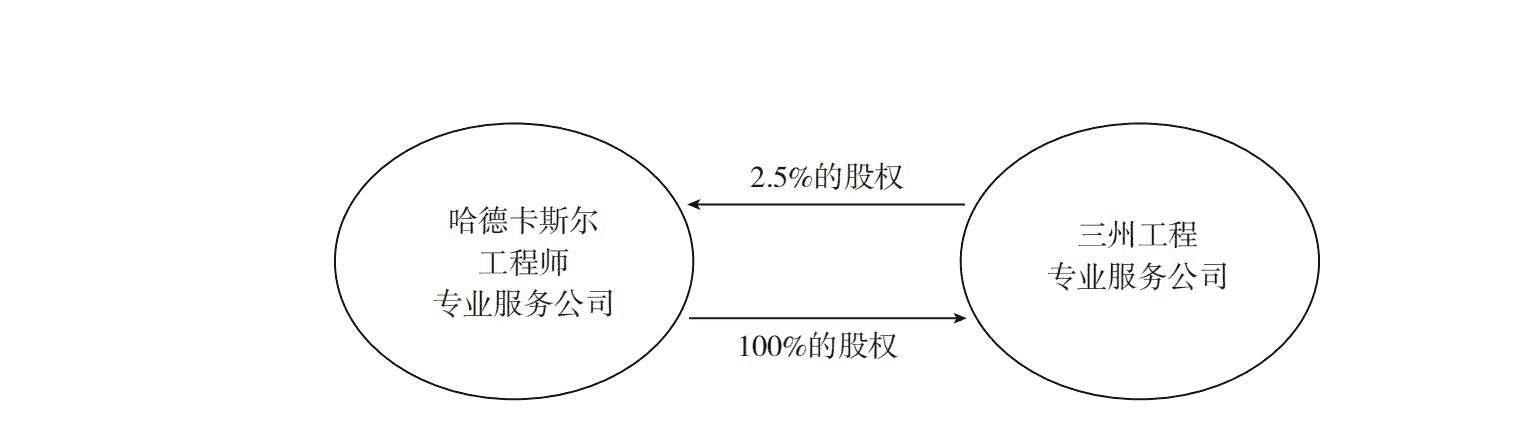 2.5%的股权
哈德卡斯尔
工程师
专业服务公司
三州工程
专业服务公司
100%的股权